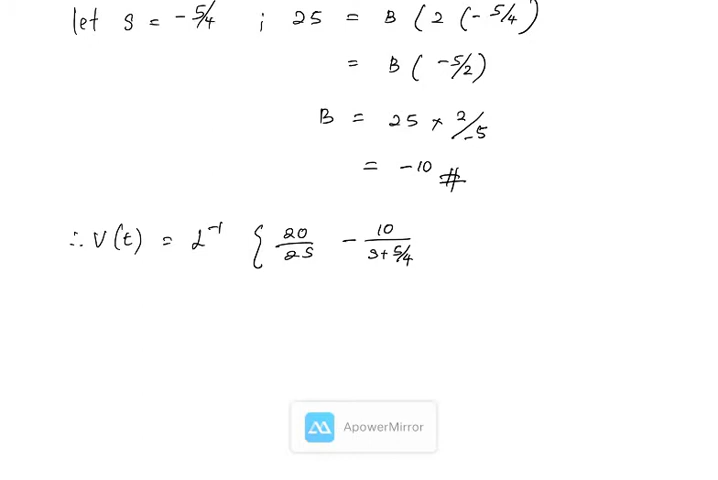 let s = -5/4 ; 25 = B (2 (-5/4)
= B (-5/2)
B = 25 × 2/-5
= -10 #
∴ V(t) = L⁻¹ { 20/2s - 10/s+5/4
ApowerMirror